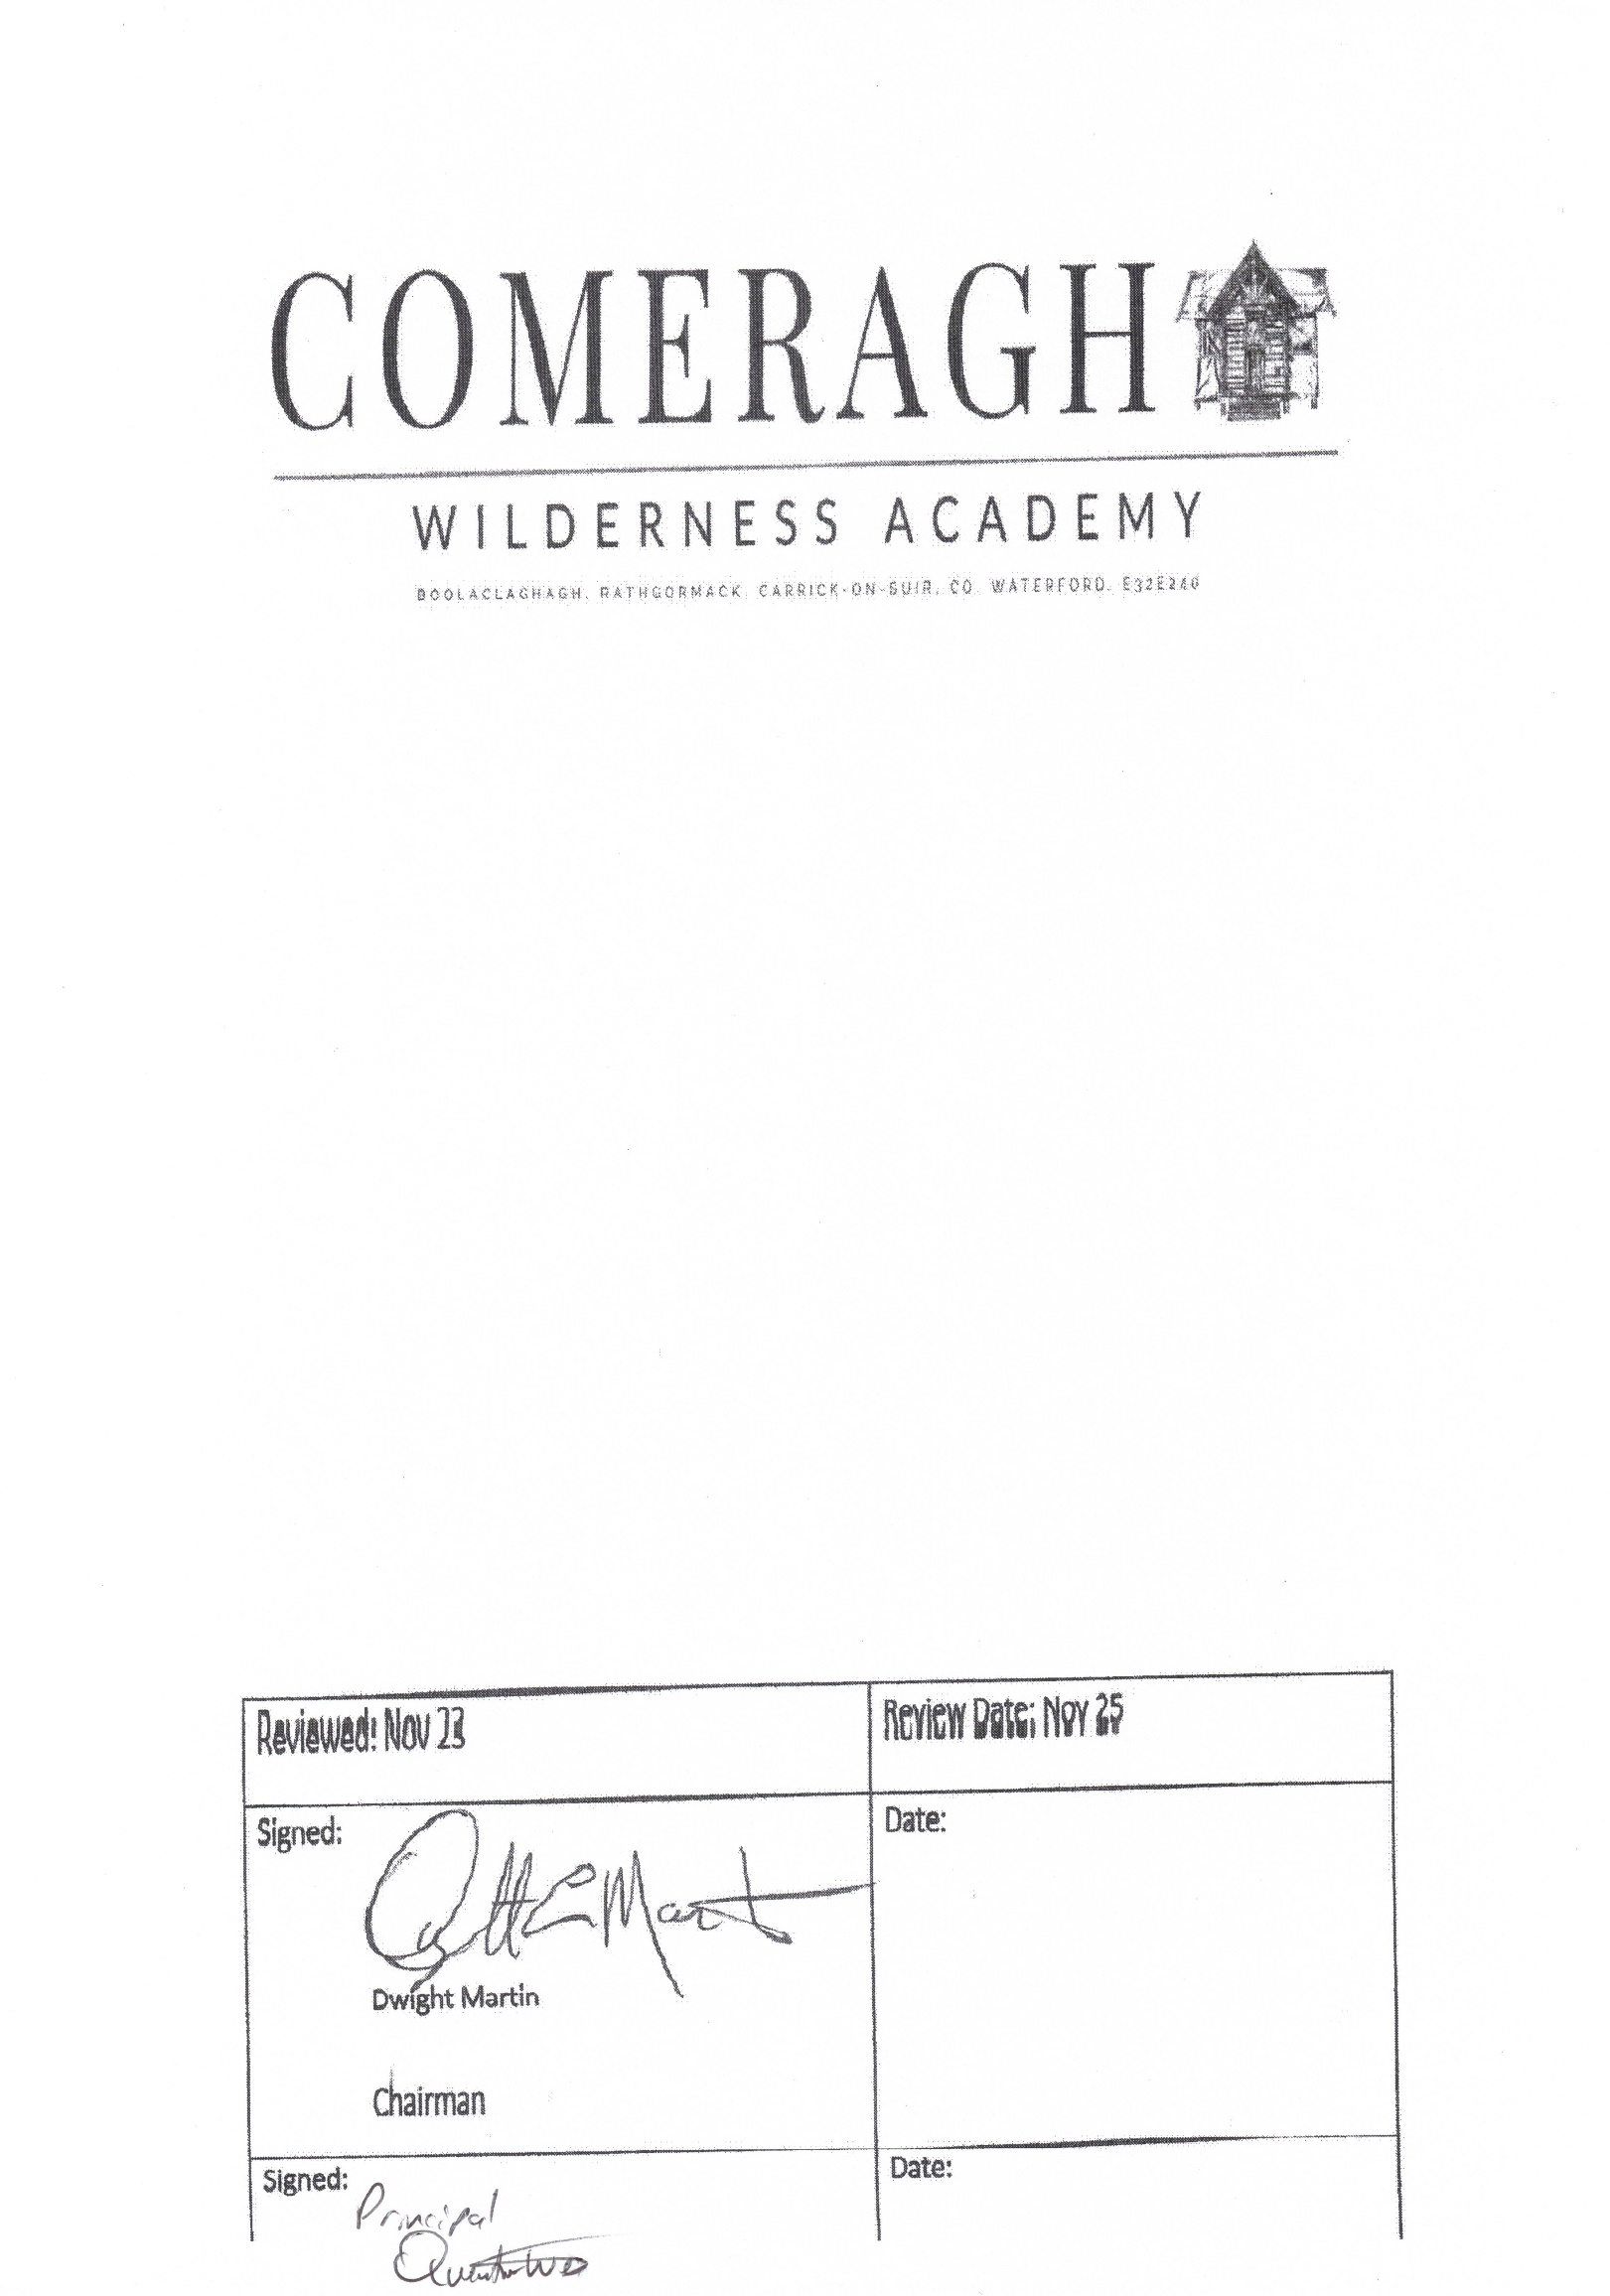 COMERAGH
WILDERNESS ACADEMY
BOOLACLAGHAGH, RATHGORMACK, CARRICK-ON-SUIR, CO. WATERFORD. E32E240
Reviewed: Nov 23
Review Date: Nov 25
Signed:
Date:
Dwight Martin
Chairman
Signed:
Date:
Principal